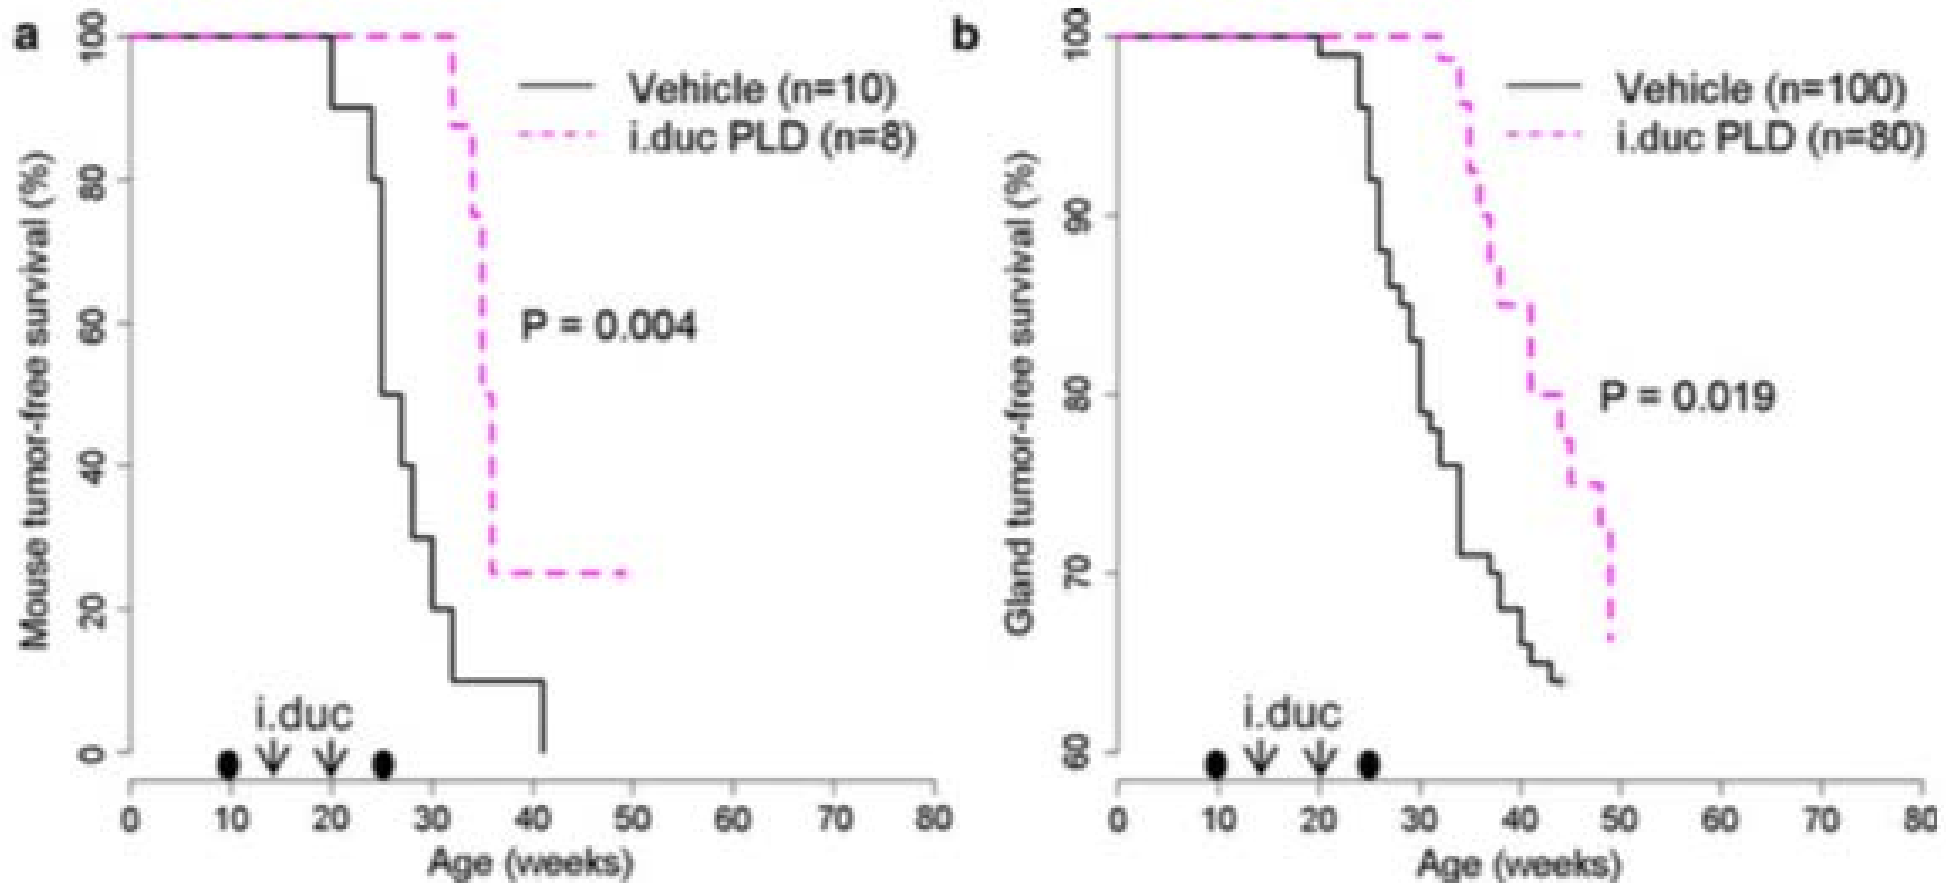 a
Mouse tumor-free survival (%)
100
80
60
40
20
0
Vehicle (n=10)
i.duc PLD (n=8)
P = 0.004
i.duc
0 10 20 30 40 50 60 70 80
Age (weeks)
b
Gland tumor-free survival (%)
100
90
80
70
60
Vehicle (n=100)
i.duc PLD (n=80)
P = 0.019
i.duc
0 10 20 30 40 50 60 70 80
Age (weeks)